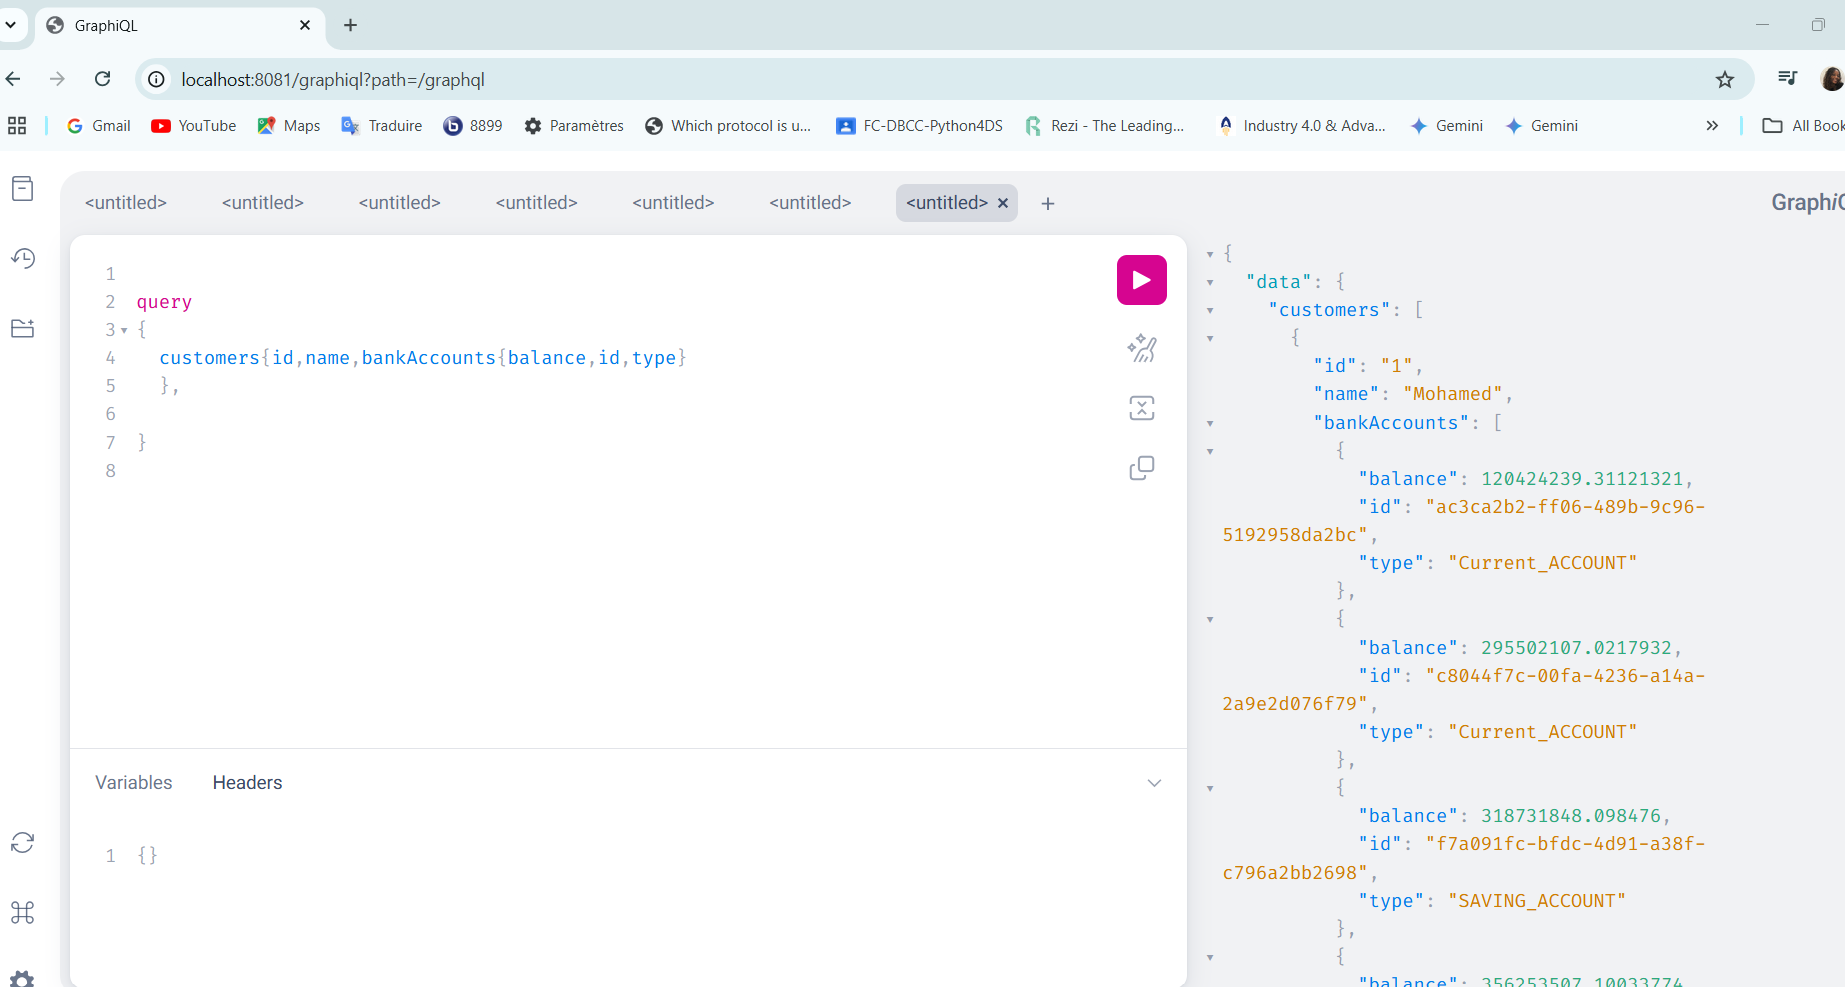 GraphiQL
localhost:8081/graphiql?path=/graphql
Gmail YouTube Maps Traduire 8899 Paramètres Which protocol is u... FC-DBCC-Python4DS Rezi - The Leading... Industry 4.0 & Adva... Gemini Gemini » All Book
<untitled> <untitled> <untitled> <untitled> <untitled> <untitled> <untitled> × +
GraphiQ
1
2 query
3 {
4 customers{id,name,bankAccounts{balance,id,type}
5 },
6
7 }
8
Variables Headers
1 {}
{
"data": {
"customers": [
{
"id": "1",
"name": "Mohamed",
"bankAccounts": [
{
"balance": 120424239.31121321,
"id": "ac3ca2b2-ff06-489b-9c96-
5192958da2bc",
"type": "Current_ACCOUNT"
},
{
"balance": 295502107.0217932,
"id": "c8044f7c-00fa-4236-a14a-
2a9e2d076f79",
"type": "Current_ACCOUNT"
},
{
"balance": 318731848.098476,
"id": "f7a091fc-bfdc-4d91-a38f-
c796a2bb2698",
"type": "SAVING_ACCOUNT"
},
{
"balance": 356253507.10033774